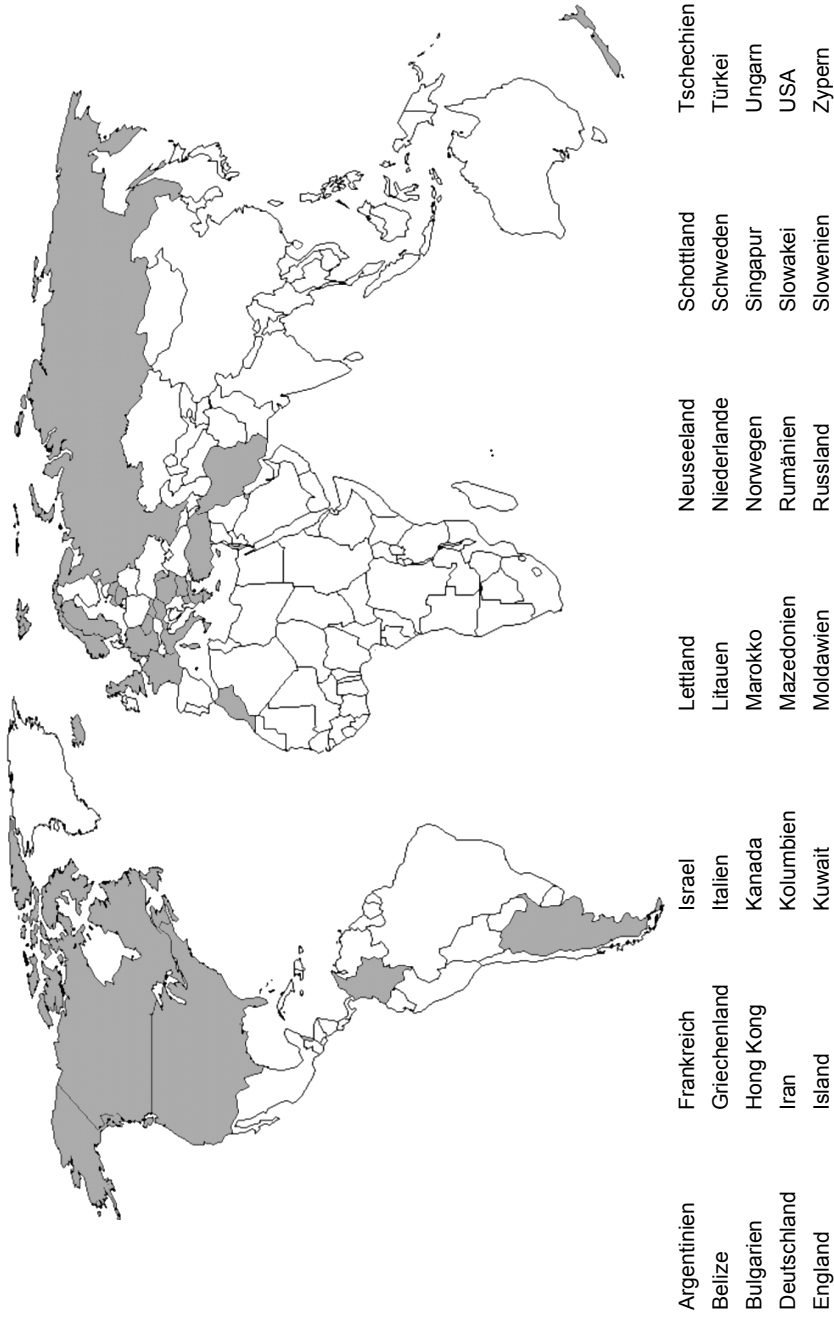 Argentinien
Belize
Bulgarien
Deutschland
England
Frankreich
Griechenland
Hong Kong
Iran
Island
Israel
Italien
Kanada
Kolumbien
Kuwait
Lettland
Litauen
Marokko
Mazedonien
Moldawien
Neuseeland
Niederlande
Norwegen
Rumänien
Russland
Schottland
Schweden
Singapur
Slowakei
Slowenien
Tschechien
Türkei
Ungarn
USA
Zypern